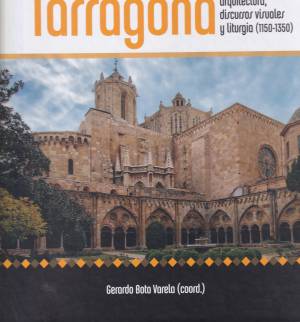 Tarragona
arquitectura,
discursos visuales
y liturgia (1150-1350)
Gerardo Boto Varela (coord.)